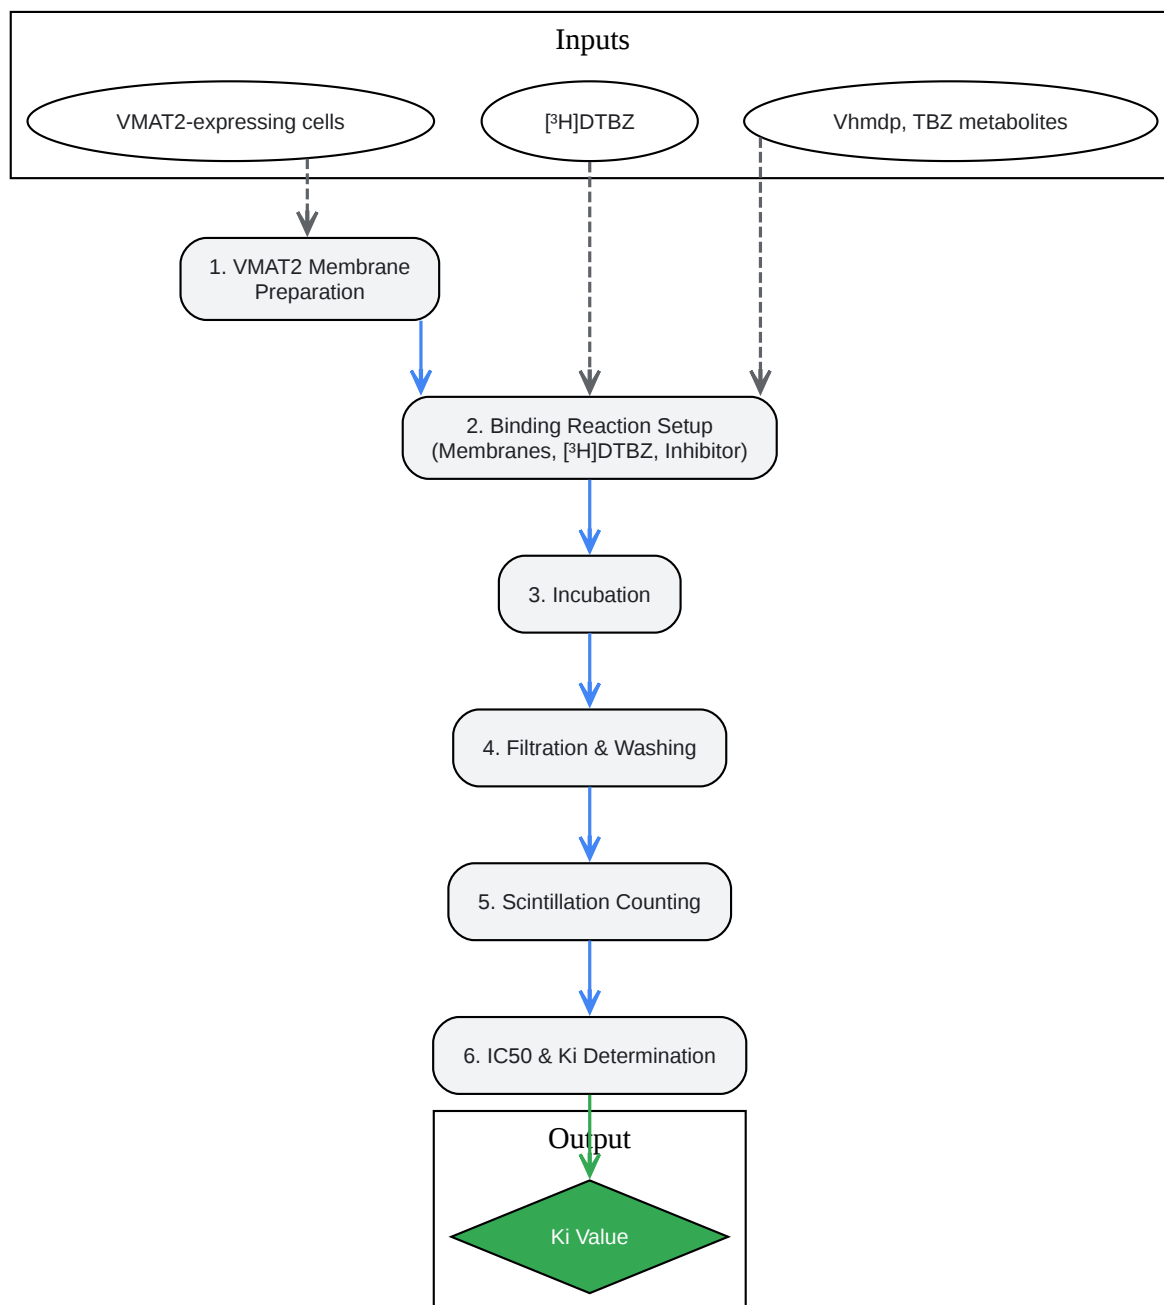 Inputs
VMAT2-expressing cells
[³H]DTBZ
Vhmdp, TBZ metabolites
1. VMAT2 Membrane
Preparation
2. Binding Reaction Setup
(Membranes, [³H]DTBZ, Inhibitor)
3. Incubation
4. Filtration & Washing
5. Scintillation Counting
6. IC50 & Ki Determination
Output
Ki Value